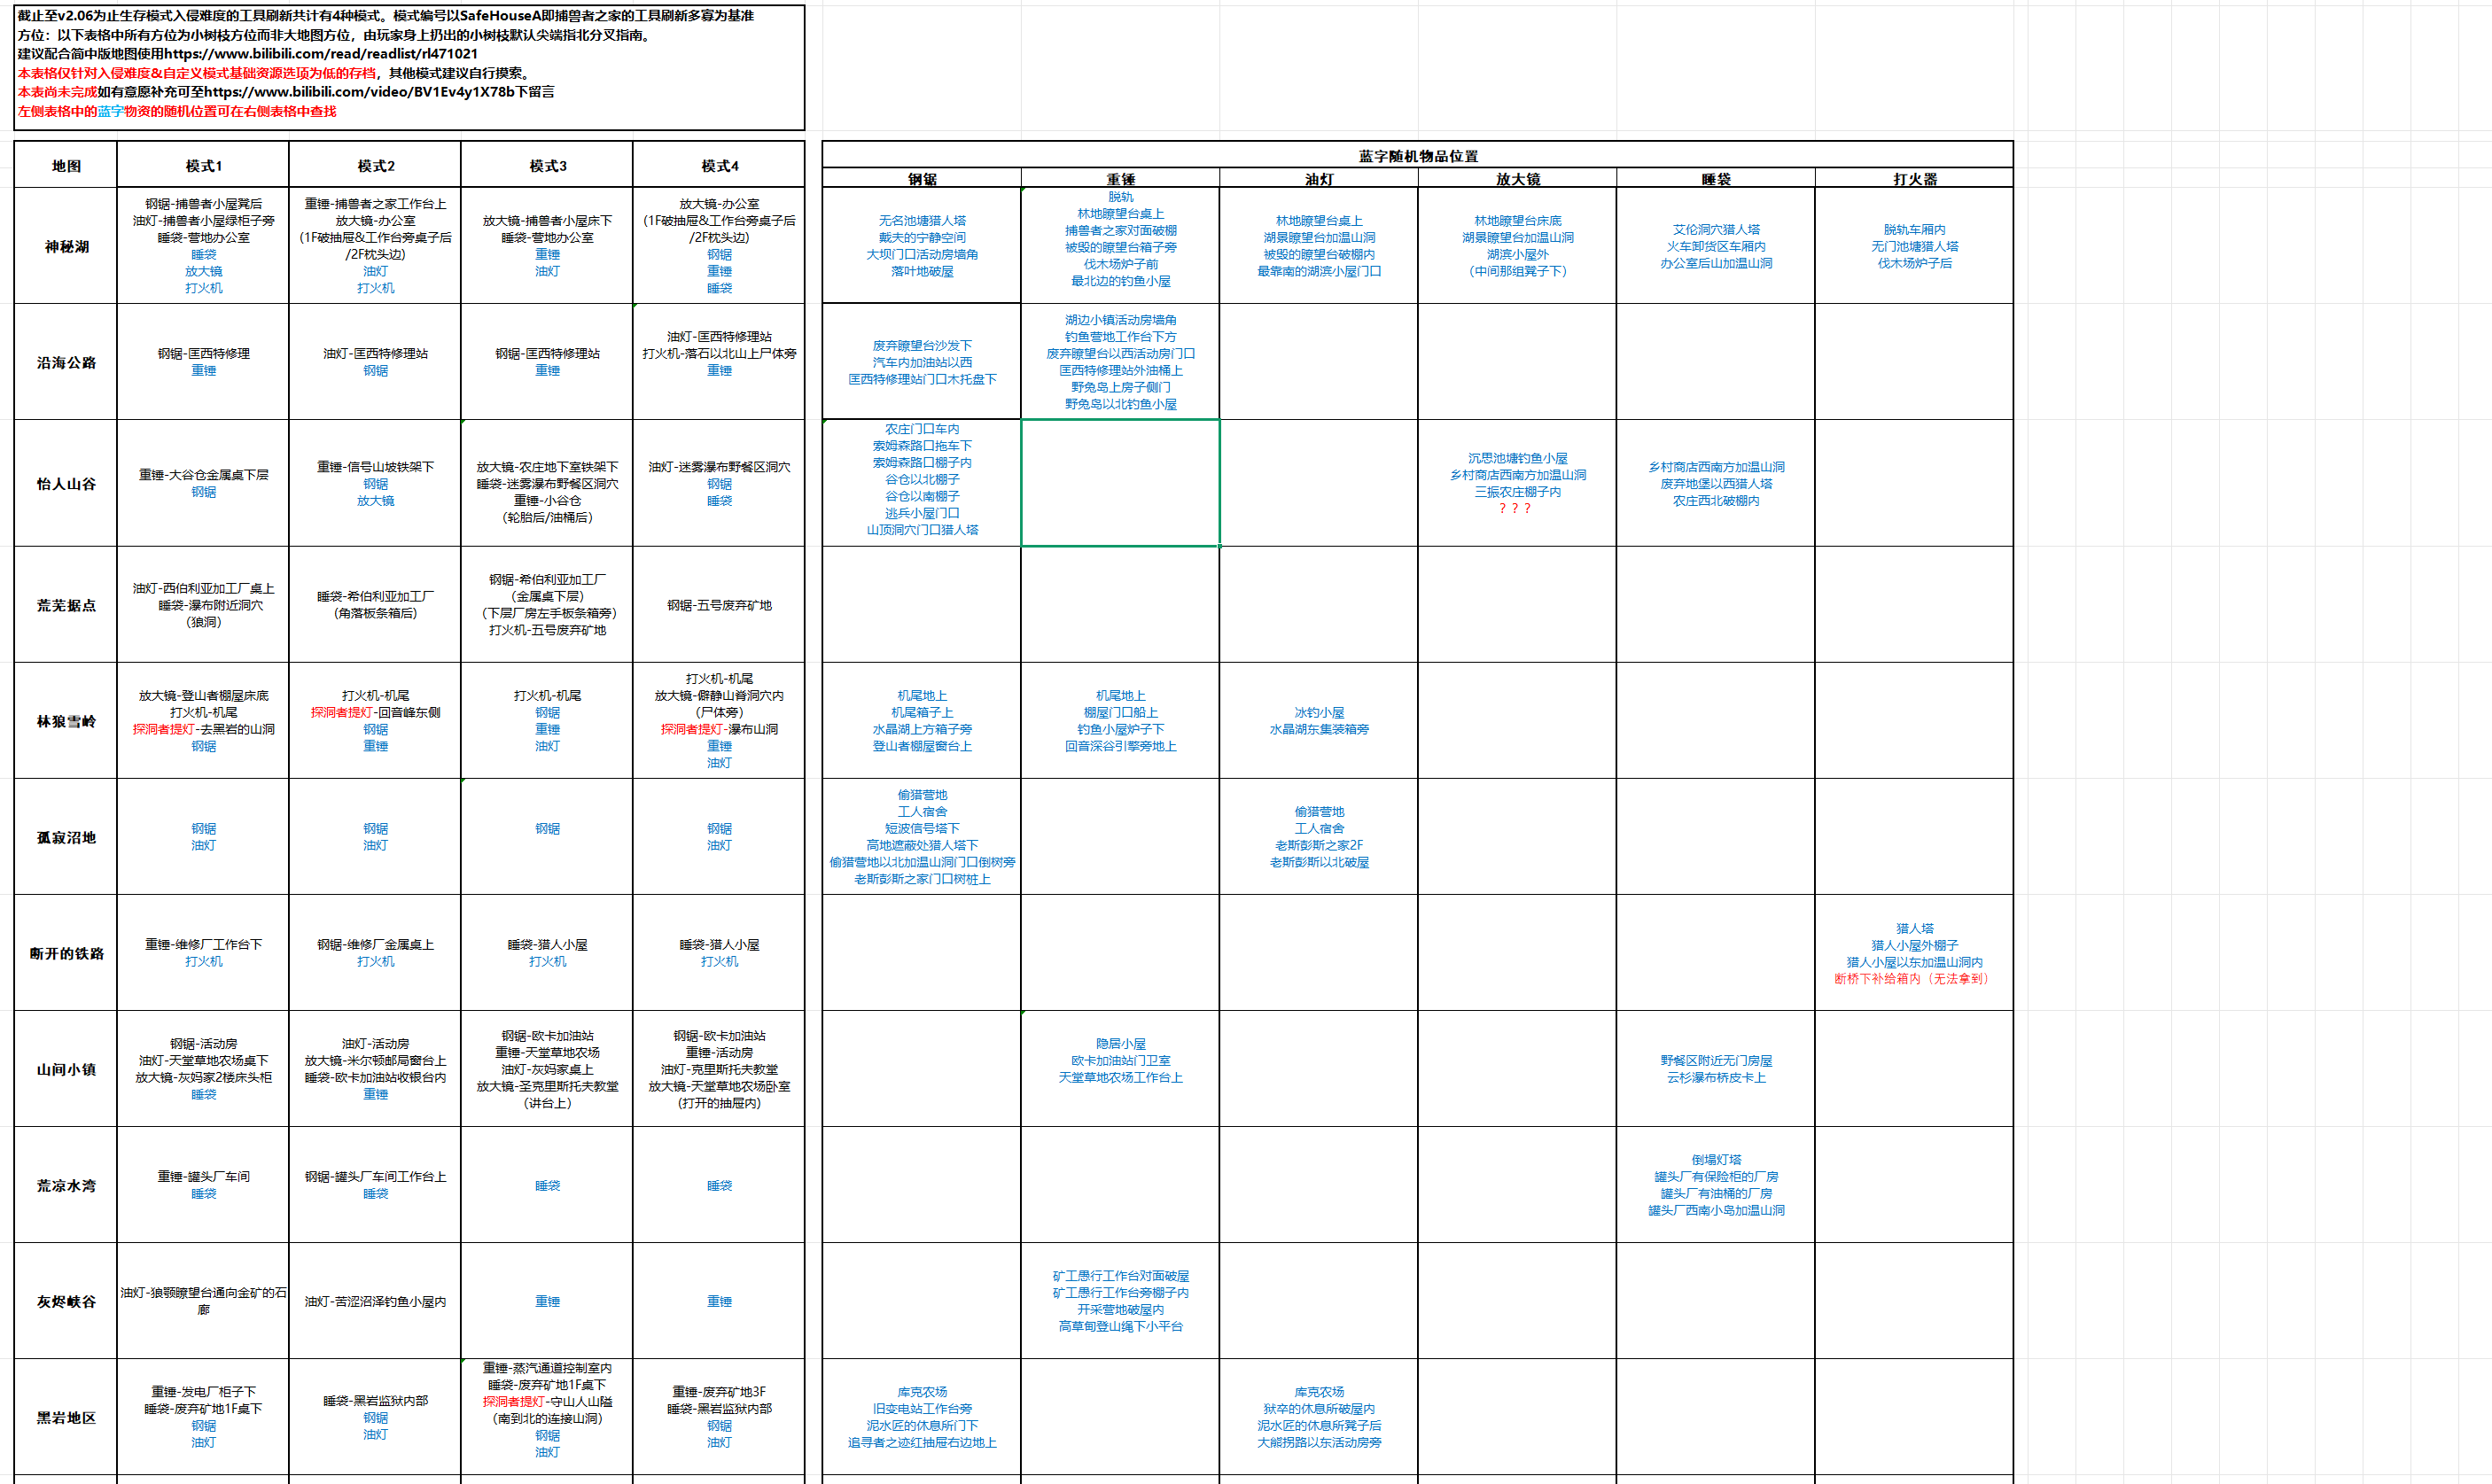 截止至v2.06为止生存模式入侵难度的工具刷新共计有4种模式。模式编号以SafeHouseA即捕兽者之家的工具刷新多寡为基准
方位：以下表格中所有方位为小树枝方位而非大地图方位，由玩家身上扔出的小树枝默认尖端指北分叉指南。
建议配合简中版地图使用https://www.bilibili.com/read/readlist/rl471021
本表格仅针对入侵难度&自定义模式基础资源选项为低的存档，其他模式建议自行摸索。
本表尚未完成如有意愿补充可至https://www.bilibili.com/video/BV1Ev4y1X78b下留言
左侧表格中的蓝字物资的随机位置可在右侧表格中查找
地图
模式1
模式2
模式3
模式4
蓝字随机物品位置
钢锯
重锤
油灯
放大镜
睡袋
打火器
神秘湖
钢锯-捕兽者小屋凳后
油灯-捕兽者小屋绿柜子旁
睡袋-营地办公室
睡袋
放大镜
打火机
重锤-捕兽者之家工作台上
放大镜-办公室
(1F破抽屉&工作台旁桌子后
/2F枕头边)
油灯
打火机
放大镜-捕兽者小屋床下
睡袋-营地办公室
重锤
油灯
放大镜-办公室
(1F破抽屉&工作台旁桌子后
/2F枕头边)
钢锯
重锤
睡袋
无名池塘猎人塔
戴夫的宁静空间
大坝门口活动房墙角
落叶地破屋
脱轨
林地瞭望台桌上
捕兽者之家对面破棚
被毁的瞭望台箱子旁
伐木场炉子前
最北边的钓鱼小屋
林地瞭望台桌上
湖景瞭望台加温山洞
被毁的瞭望台破棚内
最靠南的湖滨小屋门口
林地瞭望台床底
湖景瞭望台加温山洞
湖滨小屋外
（中间那组凳子下）
艾伦洞穴猎人塔
火车卸货区车厢内
办公室后山加温山洞
脱轨车厢内
无门池塘猎人塔
伐木场炉子后
沿海公路
钢锯-匡西特修理
重锤
油灯-匡西特修理站
钢锯
钢锯-匡西特修理站
重锤
油灯-匡西特修理站
打火机-落石以北山上尸体旁
重锤
废弃瞭望台沙发下
汽车内加油站以西
匡西特修理站门口木托盘下
湖边小镇活动房墙角
钓鱼营地工作台下方
废弃瞭望台以西活动房门口
匡西特修理站外油桶上
野兔岛上房子侧门
野兔岛以北钓鱼小屋
怡人山谷
重锤-大谷仓金属桌下层
钢锯
重锤-信号山坡铁架下
钢锯
放大镜
放大镜-农庄地下室铁架下
睡袋-迷雾瀑布野餐区洞穴
重锤-小谷仓
（轮胎后/油桶后）
油灯-迷雾瀑布野餐区洞穴
钢锯
睡袋
农庄门口车内
索姆森路口拖车下
索姆森路口棚子内
谷仓以北棚子
谷仓以南棚子
逃兵小屋门口
山顶洞穴门口猎人塔
沉思池塘钓鱼小屋
乡村商店西南方加温山洞
三振农庄棚子内
？？？
乡村商店西南方加温山洞
废弃地堡以西猎人塔
农庄西北破棚内
荒芜据点
油灯-西伯利亚加工厂桌上
睡袋-瀑布附近洞穴
（狼洞）
睡袋-希伯利亚加工厂
(角落板条箱后)
钢锯-希伯利亚加工厂
（金属桌下层）
（下层厂房左手板条箱旁）
打火机-五号废弃矿地
钢锯-五号废弃矿地
林狼雪岭
放大镜-登山者棚屋床底
打火机-机尾
探洞者提灯-去黑岩的山洞
钢锯
打火机-机尾
探洞者提灯-回音峰东侧
钢锯
重锤
打火机-机尾
钢锯
重锤
油灯
打火机-机尾
放大镜-僻静山脊洞穴内
（尸体旁）
探洞者提灯-瀑布山洞
重锤
油灯
机尾地上
机尾箱子上
水晶湖上方箱子旁
登山者棚屋窗台上
机尾地上
棚屋门口船上
钓鱼小屋炉子下
回音深谷引擎旁地上
冰钓小屋
水晶湖东集装箱旁
孤寂沼地
钢锯
油灯
钢锯
油灯
钢锯
钢锯
油灯
偷猎营地
工人宿舍
短波信号塔下
高地遮蔽处猎人塔下
偷猎营地以北加温山洞门口倒树旁
老斯彭斯之家门口树桩上
偷猎营地
工人宿舍
老斯彭斯之家2F
老斯彭斯以北破屋
断开的铁路
重锤-维修厂工作台下
打火机
钢锯-维修厂金属桌上
打火机
睡袋-猎人小屋
打火机
睡袋-猎人小屋
打火机
猎人塔
猎人小屋外棚子
猎人小屋以东加温山洞内
断桥下补给箱内（无法拿到）
山间小镇
钢锯-活动房
油灯-天堂草地农场桌下
放大镜-灰妈家2楼床头柜
睡袋
油灯-活动房
放大镜-米尔顿邮局窗台上
睡袋-欧卡加油站收银台内
重锤
钢锯-欧卡加油站
重锤-天堂草地农场
油灯-灰妈家桌上
放大镜-圣克里斯托夫教堂
（讲台上）
钢锯-欧卡加油站
重锤-活动房
油灯-克里斯托夫教堂
放大镜-天堂草地农场卧室
(打开的抽屉内)
隐居小屋
欧卡加油站门卫室
天堂草地农场工作台上
野餐区附近无门房屋
云杉瀑布桥皮卡上
荒凉水湾
重锤-罐头厂车间
睡袋
钢锯-罐头厂车间工作台上
睡袋
睡袋
睡袋
倒塌灯塔
罐头厂有保险柜的厂房
罐头厂有油桶的厂房
罐头厂西南小岛加温山洞
灰烬峡谷
油灯-狼颚瞭望台通向金矿的石
廊
油灯-苦涩沼泽钓鱼小屋内
重锤
重锤
矿工愚行工作台对面破屋
矿工愚行工作台旁棚子内
开采营地破屋内
高草甸登山绳下小平台
黑岩地区
重锤-发电厂柜子下
睡袋-废弃矿地1F桌下
钢锯
油灯
睡袋-黑岩监狱内部
钢锯
油灯
重锤-蒸汽通道控制室内
睡袋-废弃矿地1F桌下
探洞者提灯-守山人山隘
（南到北的连接山洞）
钢锯
油灯
重锤-废弃矿地3F
睡袋-黑岩监狱内部
钢锯
油灯
库克农场
旧变电站工作台旁
泥水匠的休息所门下
追寻者之迹红抽屉右边地上
库克农场
狱卒的休息所破屋内
泥水匠的休息所凳子后
大熊拐路以东活动房旁